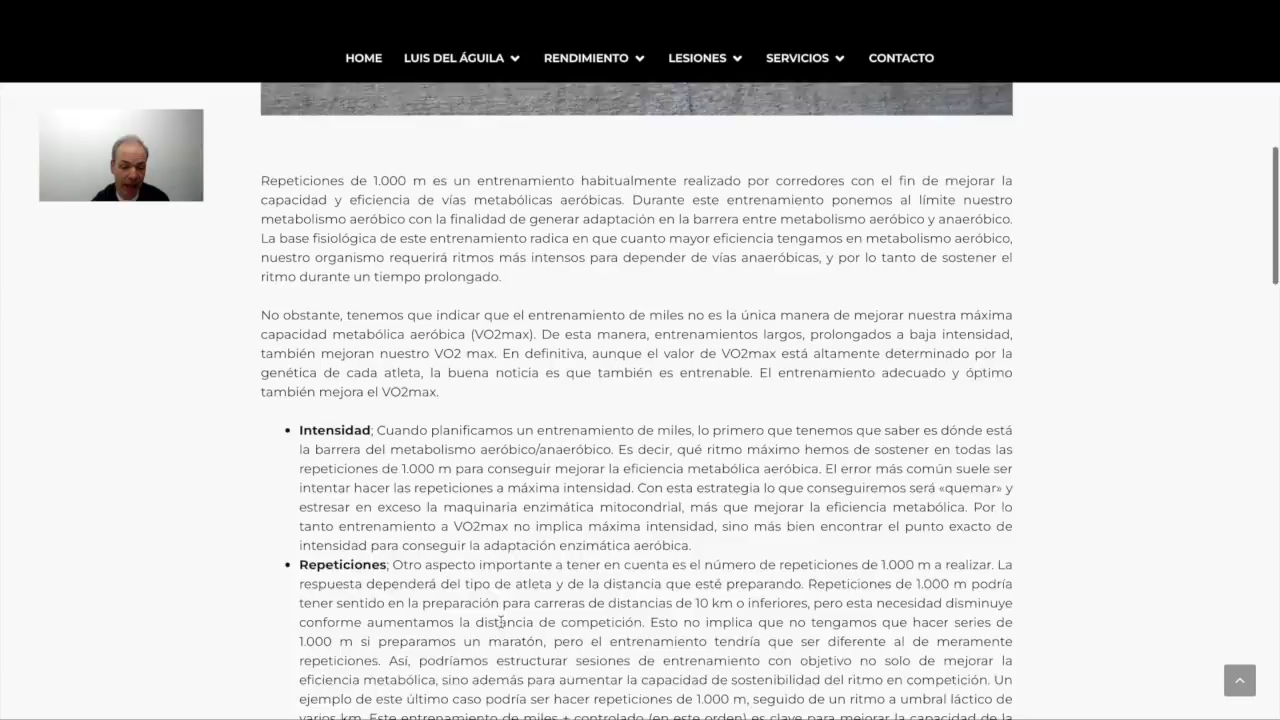 HOME LUIS DEL ÁGUILA RENDIMIENTO LESIONES SERVICIOS CONTACTO
Repeticiones de 1.000 m es un entrenamiento habitualmente realizado por corredores con el fin de mejorar la
capacidad y eficiencia de vías metabólicas aeróbicas. Durante este entrenamiento ponemos al límite nuestro
metabolismo aeróbico con la finalidad de generar adaptación en la barrera entre metabolismo aeróbico y anaeróbico.
La base fisiológica de este entrenamiento radica en que cuanto mayor eficiencia tengamos en metabolismo aeróbico,
nuestro organismo requerirá ritmos más intensos para depender de vías anaeróbicas, y por lo tanto de sostener el
ritmo durante un tiempo prolongado.
No obstante, tenemos que indicar que el entrenamiento de miles no es la única manera de mejorar nuestra máxima
capacidad metabólica aeróbica (VO2max). De esta manera, entrenamientos largos, prolongados a baja intensidad,
también mejoran nuestro VO2 max. En definitiva, aunque el valor de VO2max está altamente determinado por la
genética de cada atleta, la buena noticia es que también es entrenable. El entrenamiento adecuado y óptimo
también mejora el VO2max.
• Intensidad; Cuando planificamos un entrenamiento de miles, lo primero que tenemos que saber es dónde está
la barrera del metabolismo aeróbico/anaeróbico. Es decir, qué ritmo máximo hemos de sostener en todas las
repeticiones de 1.000 m para conseguir mejorar la eficiencia metabólica aeróbica. El error más común suele ser
intentar hacer las repeticiones a máxima intensidad. Con esta estrategia lo que conseguiremos será «quemar» y
estresar en exceso la maquinaria enzimática mitocondrial, más que mejorar la eficiencia metabólica. Por lo
tanto entrenamiento a VO2max no implica máxima intensidad, sino más bien encontrar el punto exacto de
intensidad para conseguir la adaptación enzimática aeróbica.
• Repeticiones; Otro aspecto importante a tener en cuenta es el número de repeticiones de 1.000 m a realizar. La
respuesta dependerá del tipo de atleta y de la distancia que esté preparando. Repeticiones de 1.000 m podría
tener sentido en la preparación para carreras de distancias de 10 km o inferiores, pero esta necesidad disminuye
conforme aumentamos la distancia de competición. Esto no implica que no tengamos que hacer series de
1.000 m si preparamos un maratón, pero el entrenamiento tendría que ser diferente al de meramente
repeticiones. Así, podríamos estructurar sesiones de entrenamiento con objetivo no solo de mejorar la
eficiencia metabólica, sino además para aumentar la capacidad de sostenibilidad del ritmo en competición. Un
ejemplo de este último caso podría ser hacer repeticiones de 1.000 m, seguido de un ritmo a umbral láctico de
varios km. Este entrenamiento de miles + controlado (en este orden) es clave para mejorar la capacidad de la